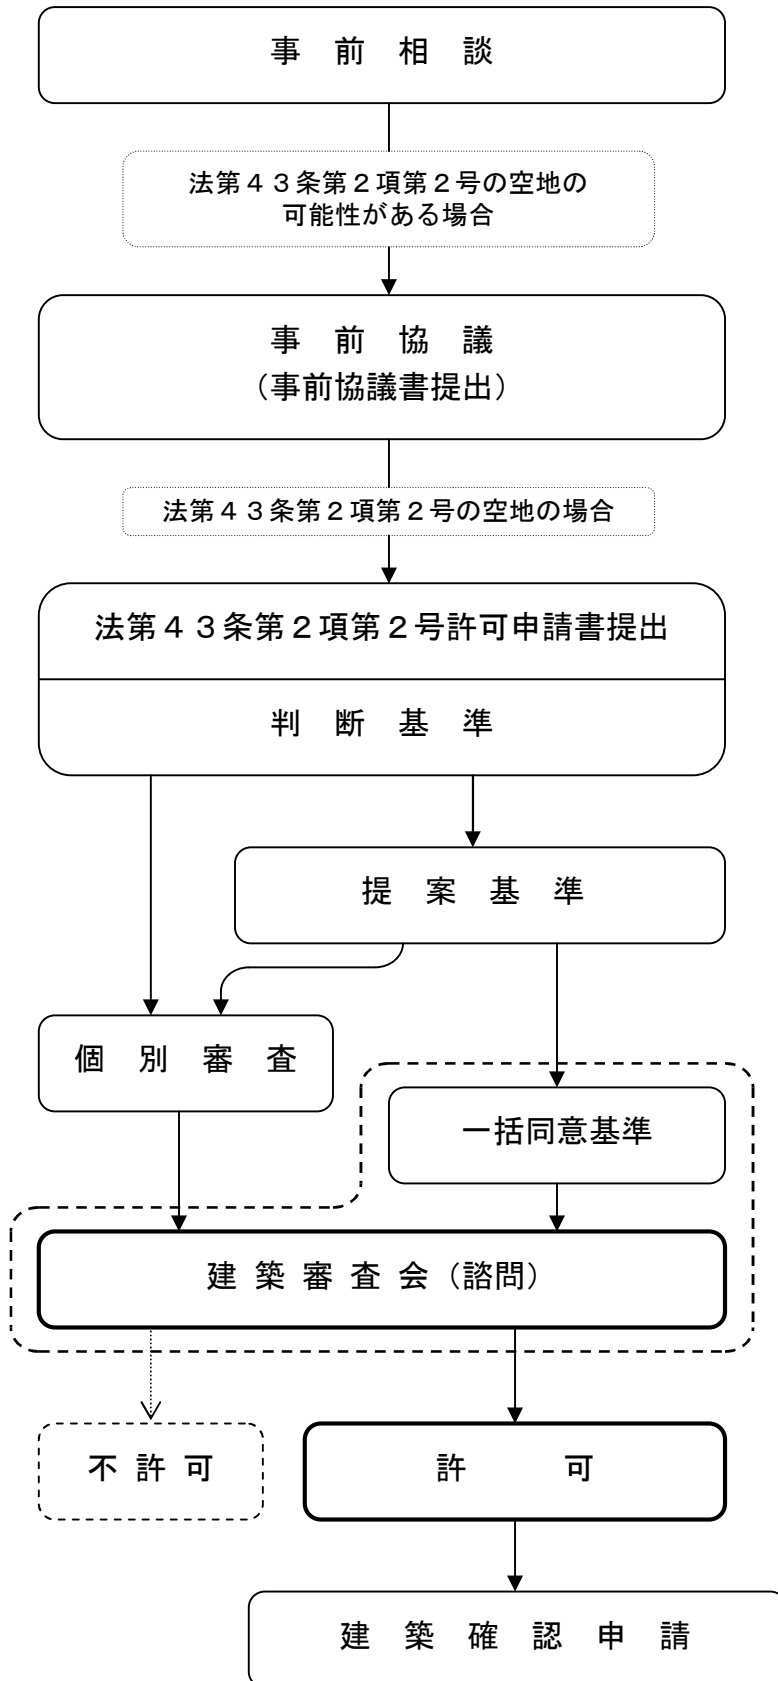 事前相談
法第４３条第２項第２号の空地の
可能性がある場合
事前協議
（事前協議書提出）
法第４３条第２項第２号の空地の場合
法第４３条第２項第２号許可申請書提出
判断基準
提案基準
個別審査
一括同意基準
建築審査会（諮問）
不許可
許可
建築確認申請